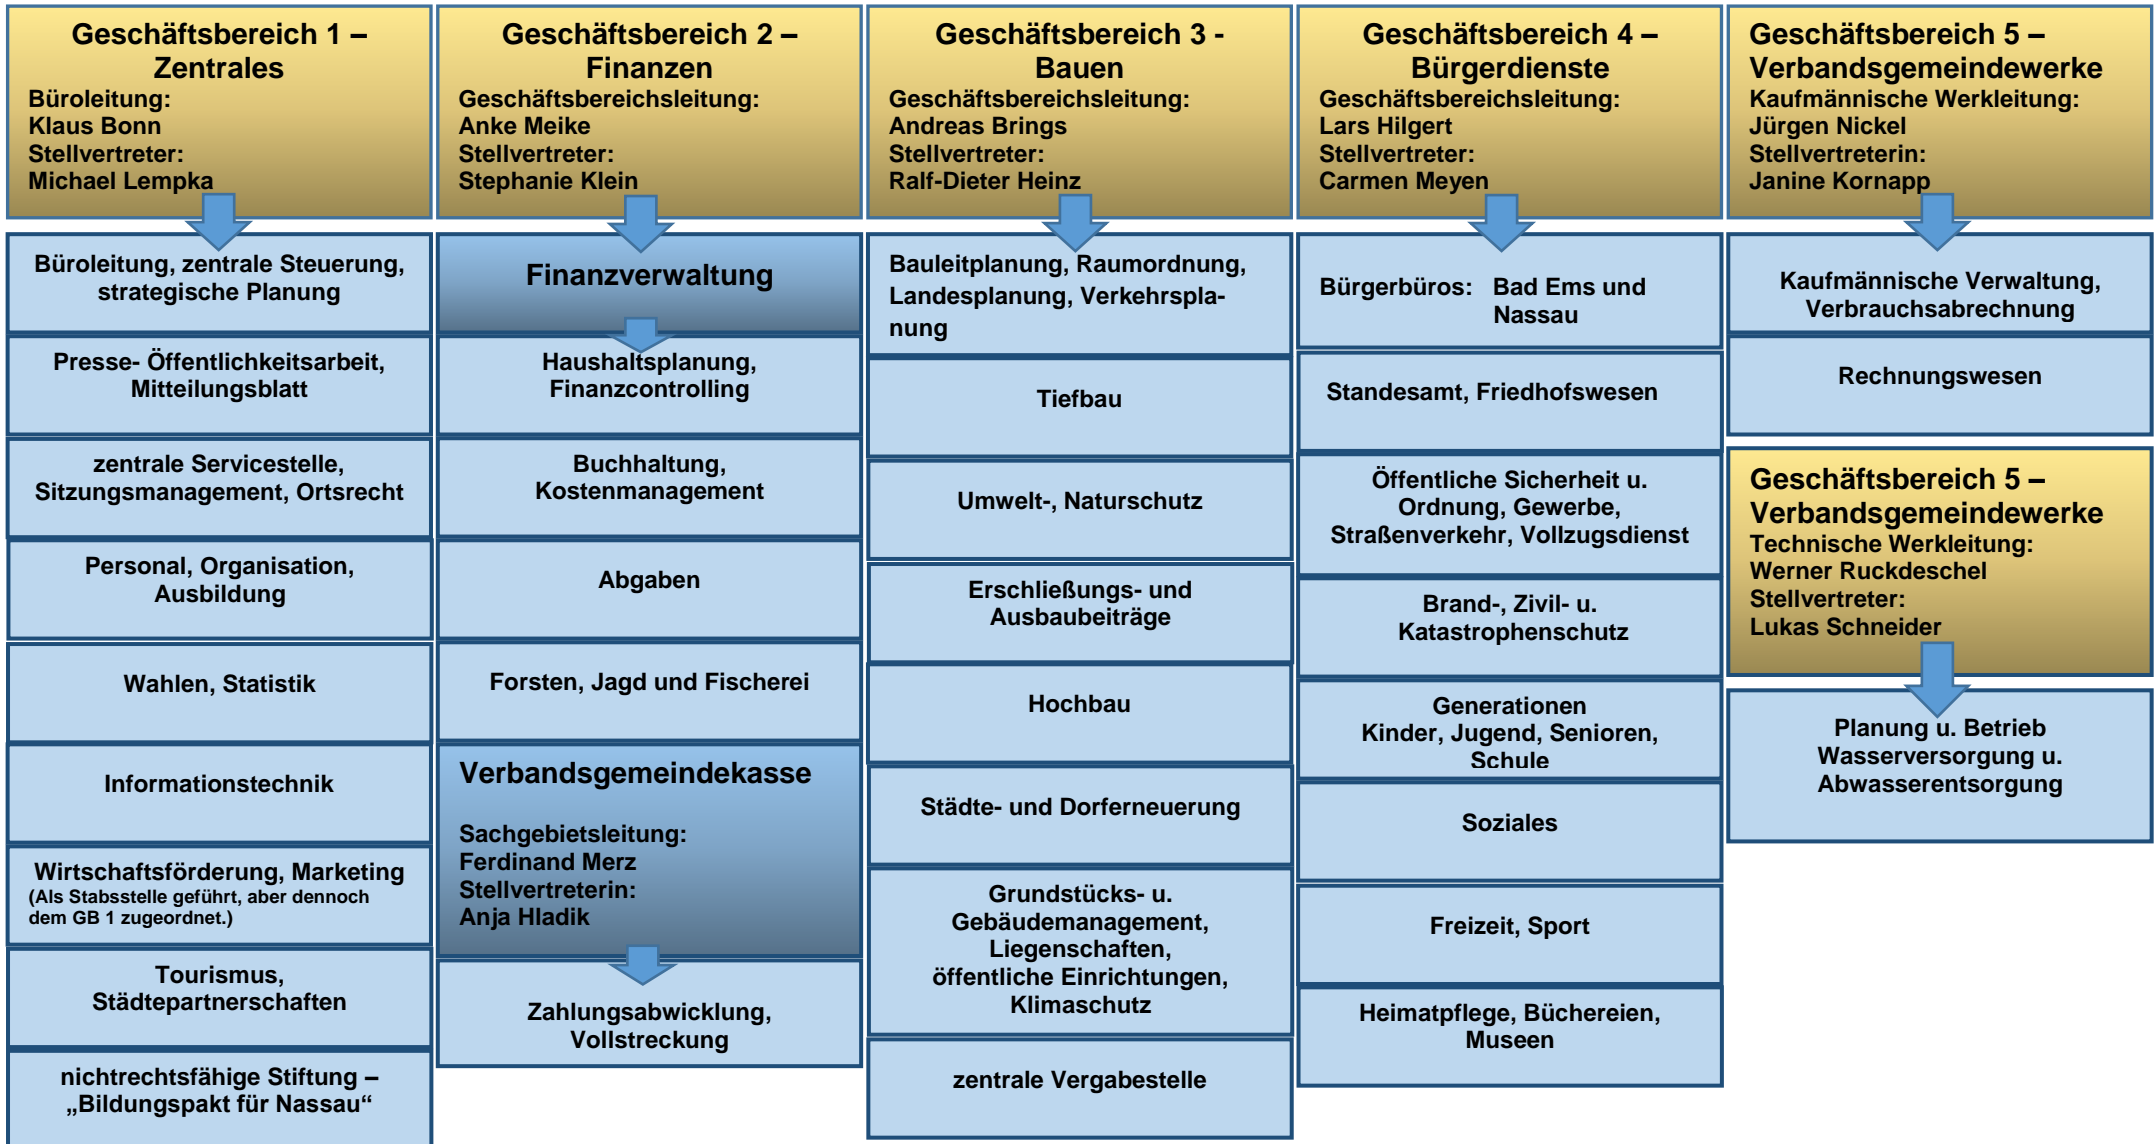 Geschäftsbereich 1 –
Zentrales
Büroleitung:
Klaus Bonn
Stellvertreter:
Michael Lempka
Büroleitung, zentrale Steuerung,
strategische Planung
Presse- Öffentlichkeitsarbeit,
Mitteilungsblatt
zentrale Servicestelle,
Sitzungsmanagement, Ortsrecht
Personal, Organisation,
Ausbildung
Wahlen, Statistik
Informationstechnik
Wirtschaftsförderung, Marketing
(Als Stabsstelle geführt, aber dennoch
dem GB 1 zugeordnet.)
Tourismus,
Städtepartnerschaften
nichtrechtsfähige Stiftung –
„Bildungspakt für Nassau“
Geschäftsbereich 2 –
Finanzen
Geschäftsbereichsleitung:
Anke Meike
Stellvertreter:
Stephanie Klein
Finanzverwaltung
Haushaltsplanung,
Finanzcontrolling
Buchhaltung,
Kostenmanagement
Abgaben
Forsten, Jagd und Fischerei
Verbandsgemeindekasse
Sachgebietsleitung:
Ferdinand Merz
Stellvertreterin:
Anja Hladik
Zahlungsabwicklung,
Vollstreckung
Geschäftsbereich 3 -
Bauen
Geschäftsbereichsleitung:
Andreas Brings
Stellvertreter:
Ralf-Dieter Heinz
Bauleitplanung, Raumordnung,
Landesplanung, Verkehrspla-
nung
Tiefbau
Umwelt-, Naturschutz
Erschließungs- und
Ausbaubeiträge
Hochbau
Städte- und Dorferneuerung
Grundstücks- u.
Gebäudemanagement,
Liegenschaften,
öffentliche Einrichtungen,
Klimaschutz
zentrale Vergabestelle
Geschäftsbereich 4 –
Bürgerdienste
Geschäftsbereichsleitung:
Lars Hilgert
Stellvertreter:
Carmen Meyen
Bürgerbüros: Bad Ems und
Nassau
Standesamt, Friedhofswesen
Öffentliche Sicherheit u.
Ordnung, Gewerbe,
Straßenverkehr, Vollzugsdienst
Brand-, Zivil- u.
Katastrophenschutz
Generationen
Kinder, Jugend, Senioren,
Schule
Soziales
Freizeit, Sport
Heimatpflege, Büchereien,
Museen
Geschäftsbereich 5 –
Verbandsgemeindewerke
Kaufmännische Werkleitung:
Jürgen Nickel
Stellvertreterin:
Janine Kornapp
Kaufmännische Verwaltung,
Verbrauchsabrechnung
Rechnungswesen
Geschäftsbereich 5 –
Verbandsgemeindewerke
Technische Werkleitung:
Werner Ruckdeschel
Stellvertreter:
Lukas Schneider
Planung u. Betrieb
Wasserversorgung u.
Abwasserentsorgung